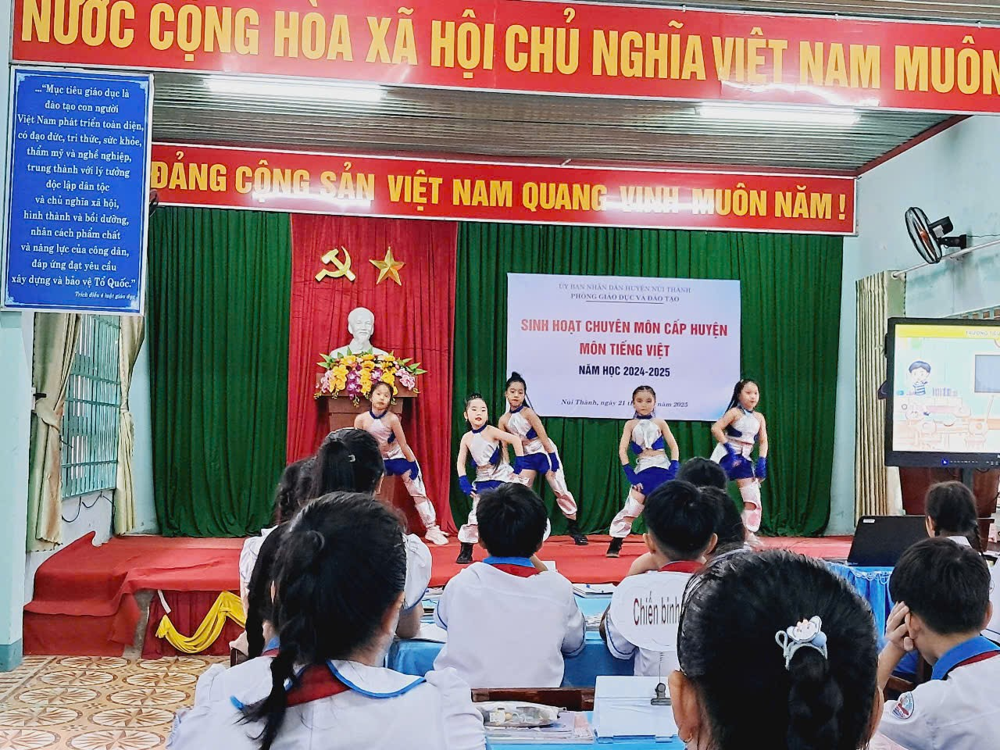 NƯỚC CỘNG HÒA XÃ HỘI CHỦ NGHĨA VIỆT NAM MUÔN
..."Mục tiêu giáo dục là
đào tạo con người
Việt Nam phát triển toàn diện,
có đạo đức, tri thức, sức khỏe,
thẩm mỹ và nghề nghiệp,
trung thành với lý tưởng
độc lập dân tộc
và chủ nghĩa xã hội,
hình thành và bồi dưỡng,
nhân cách phẩm chất
và năng lực của công dân,
đáp ứng đạt yêu cầu
xây dựng và bảo vệ Tổ Quốc."
Trích điều 4 luật giáo dục
ĐẢNG CỘNG SẢN VIỆT NAM QUANG VINH MUÔN NĂM !
ỦY BAN NHÂN DÂN HUYỆN NÚI THÀNH
PHÒNG GIÁO DỤC VÀ ĐÀO TẠO
SINH HOẠT CHUYÊN MÔN CẤP HUYỆN
MÔN TIẾNG VIỆT
NĂM HỌC 2024-2025
Núi Thành, ngày 21 năm 2025
TRƯỜNG
Chiến binh